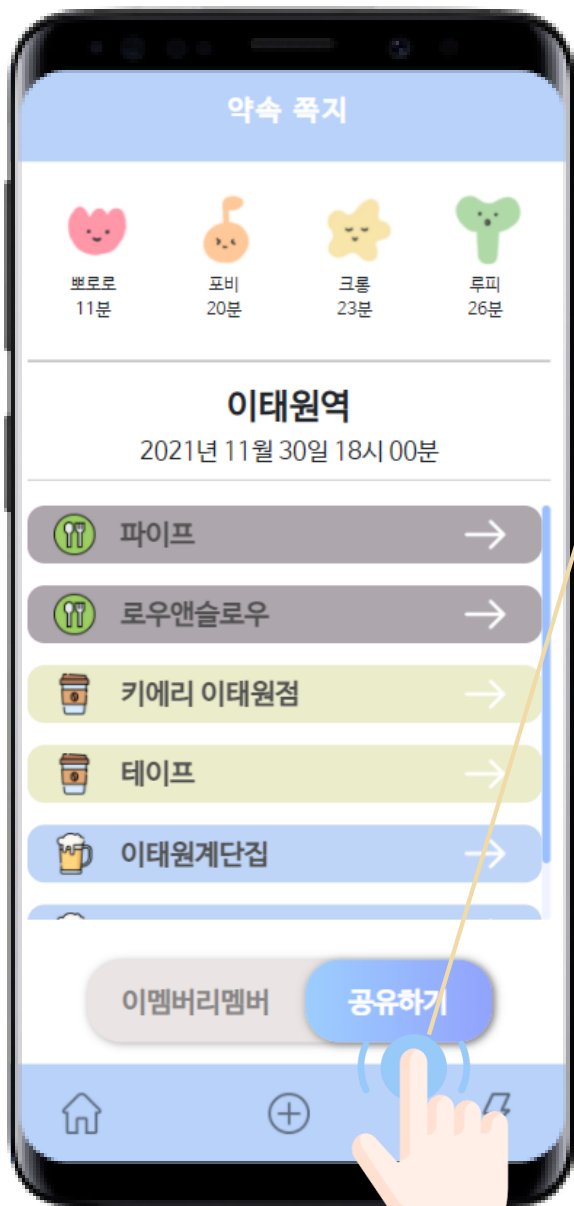 약속 쪽지
뽀로로 포비 크롱 루피
11분 20분 23분 26분
이태원역
2021년 11월 30일 18시 00분
파이프
로우앤슬로우
키에리 이태원점
테이프
이태원계단집
이멤버리멤버 공유하기